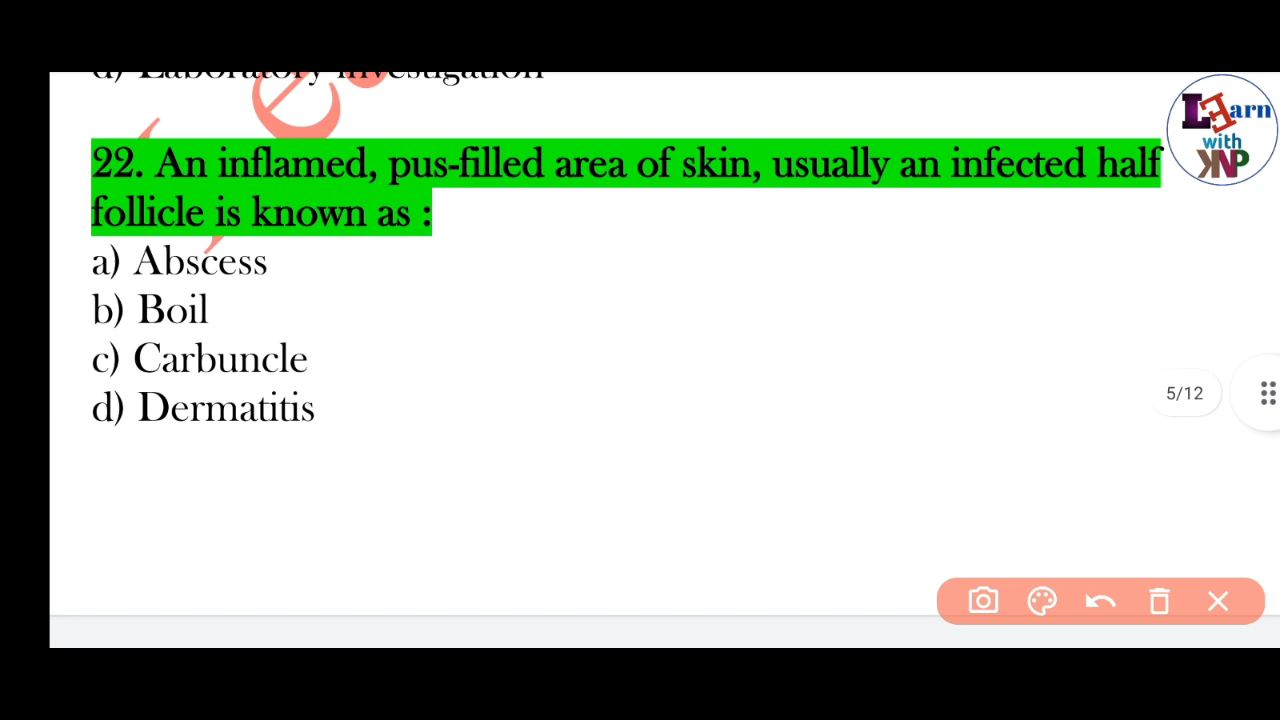 d) Laboratory investigation
22. An inflamed, pus-filled area of skin, usually an infected half
follicle is known as :
a) Abscess
b) Boil
c) Carbuncle
d) Dermatitis
LEarn
with
KNP
5/12